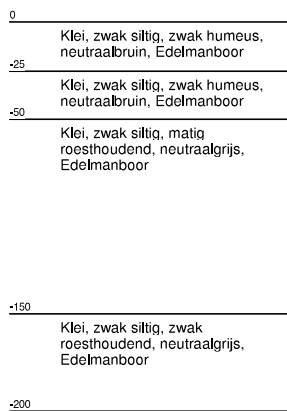 0
Klei, zwak siltig, zwak humeus,
neutraalbruin, Edelmanboor
-25
Klei, zwak siltig, zwak humeus,
neutraalbruin, Edelmanboor
-50
Klei, zwak siltig, matig
roesthoudend, neutraalgrijs,
Edelmanboor
-150
Klei, zwak siltig, zwak
roesthoudend, neutraalgrijs,
Edelmanboor
-200